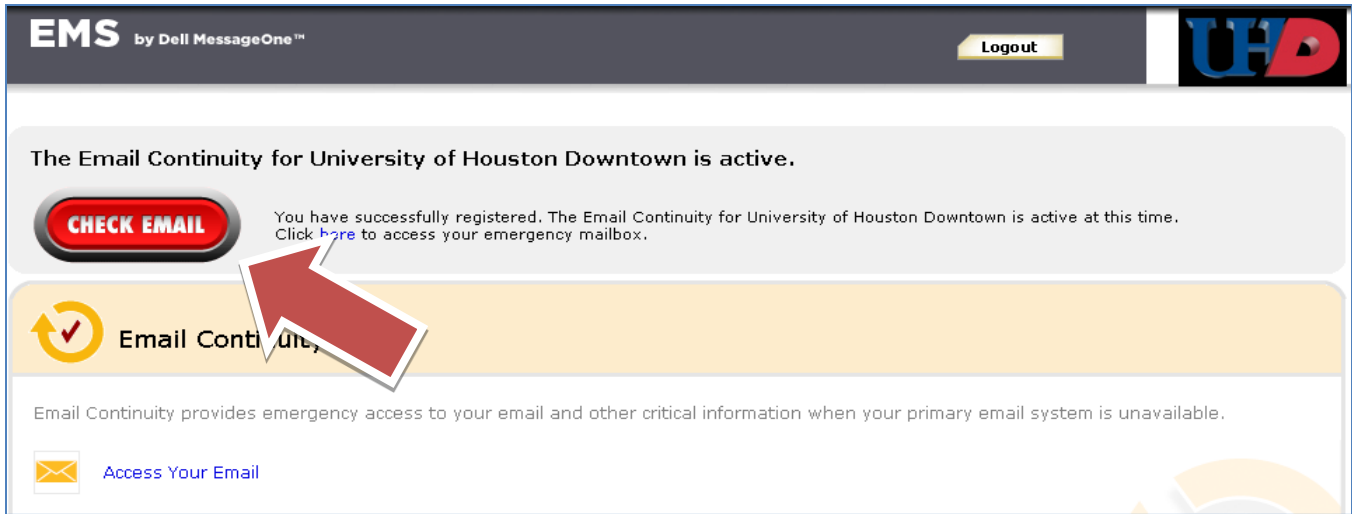 EMS by Dell MessageOne™
Logout
UHD
The Email Continuity for University of Houston Downtown is active.
CHECK EMAIL
You have successfully registered. The Email Continuity for University of Houston Downtown is active at this time.
Click here to access your emergency mailbox.
Email Continuity
Email Continuity provides emergency access to your email and other critical information when your primary email system is unavailable.
Access Your Email